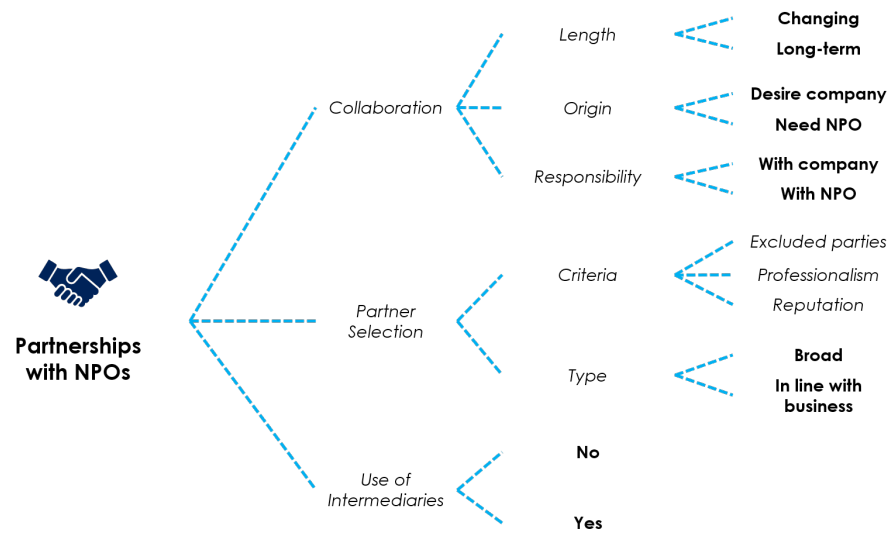 Partnerships
with NPOs
Collaboration
Length
Changing
Long-term
Origin
Desire company
Need NPO
Responsibility
With company
With NPO
Partner
Selection
Criteria
Excluded parties
Professionalism
Reputation
Type
Broad
In line with
business
Use of
Intermediaries
No
Yes